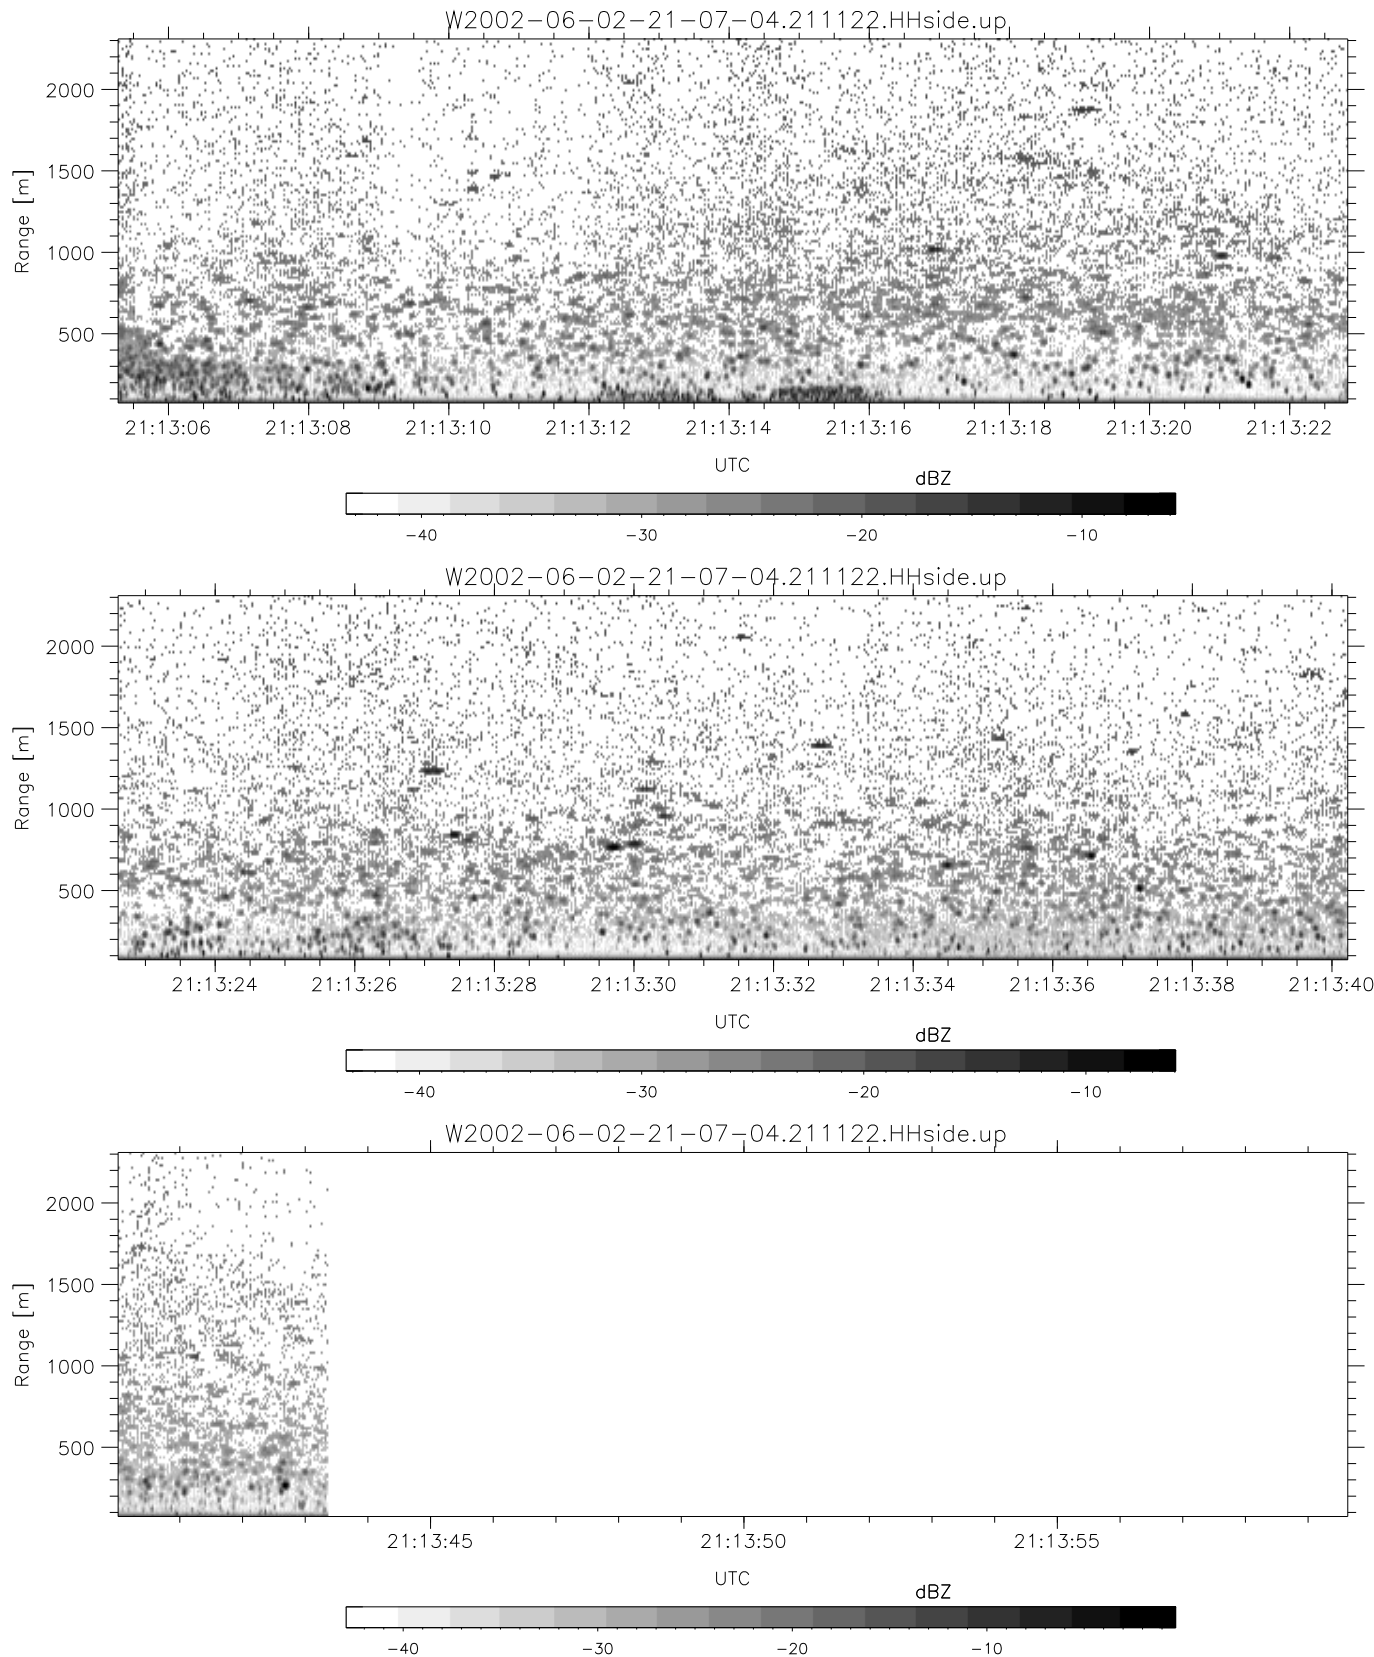 W2002-06-02-21-07-04.211122.HHside.up
2000
1500
1000
500
Range [m]
21:13:06 21:13:08 21:13:10 21:13:12 21:13:14 21:13:16 21:13:18 21:13:20 21:13:22
UTC
dBZ
-40 -30 -20 -10
W2002-06-02-21-07-04.211122.HHside.up
2000
1500
1000
500
Range [m]
21:13:24 21:13:26 21:13:28 21:13:30 21:13:32 21:13:34 21:13:36 21:13:38 21:13:40
UTC
dBZ
-40 -30 -20 -10
W2002-06-02-21-07-04.211122.HHside.up
2000
1500
1000
500
Range [m]
21:13:45 21:13:50 21:13:55
UTC
dBZ
-40 -30 -20 -10